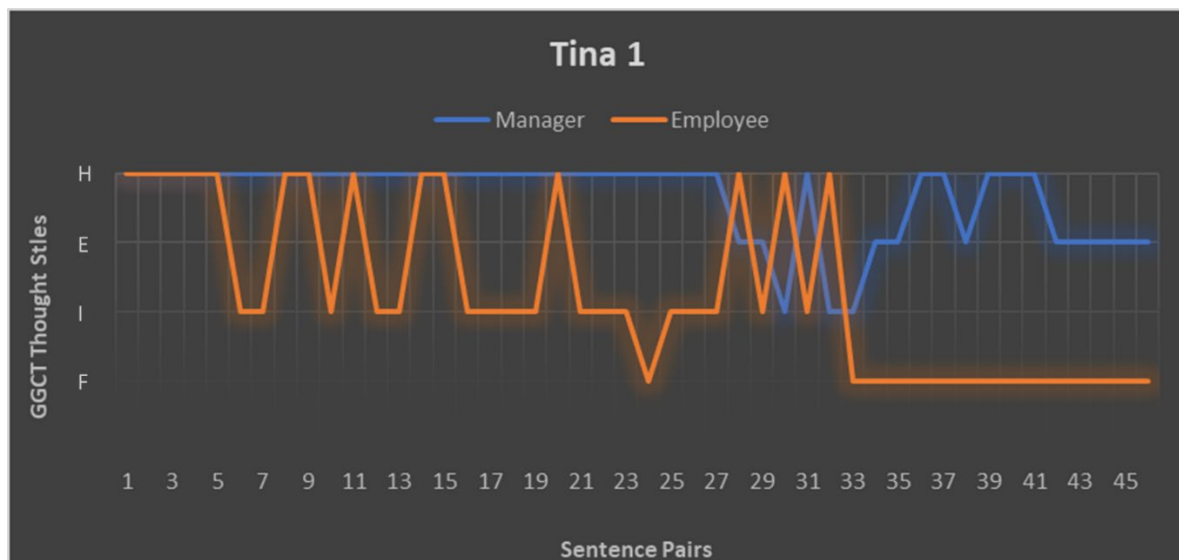 Tina 1
Manager Employee
H
E
I
F
GGCT Thought Stles
1 3 5 7 9 11 13 15 17 19 21 23 25 27 29 31 33 35 37 39 41 43 45
Sentence Pairs